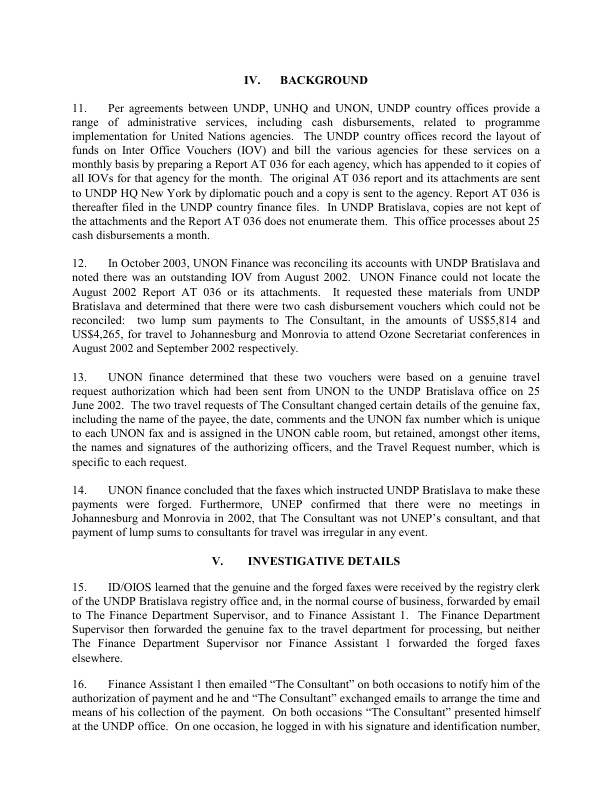 IV. BACKGROUND
11. Per agreements between UNDP, UNHQ and UNON, UNDP country offices provide a
range of administrative services, including cash disbursements, related to programme
implementation for United Nations agencies. The UNDP country offices record the layout of
funds on Inter Office Vouchers (IOV) and bill the various agencies for these services on a
monthly basis by preparing a Report AT 036 for each agency, which has appended to it copies of
all IOVs for that agency for the month. The original AT 036 report and its attachments are sent
to UNDP HQ New York by diplomatic pouch and a copy is sent to the agency. Report AT 036 is
thereafter filed in the UNDP country finance files. In UNDP Bratislava, copies are not kept of
the attachments and the Report AT 036 does not enumerate them. This office processes about 25
cash disbursements a month.
12. In October 2003, UNON Finance was reconciling its accounts with UNDP Bratislava and
noted there was an outstanding IOV from August 2002. UNON Finance could not locate the
August 2002 Report AT 036 or its attachments. It requested these materials from UNDP
Bratislava and determined that there were two cash disbursement vouchers which could not be
reconciled: two lump sum payments to The Consultant, in the amounts of US$5,814 and
US$4,265, for travel to Johannesburg and Monrovia to attend Ozone Secretariat conferences in
August 2002 and September 2002 respectively.
13. UNON finance determined that these two vouchers were based on a genuine travel
request authorization which had been sent from UNON to the UNDP Bratislava office on 25
June 2002. The two travel requests of The Consultant changed certain details of the genuine fax,
including the name of the payee, the date, comments and the UNON fax number which is unique
to each UNON fax and is assigned in the UNON cable room, but retained, amongst other items,
the names and signatures of the authorizing officers, and the Travel Request number, which is
specific to each request.
14. UNON finance concluded that the faxes which instructed UNDP Bratislava to make these
payments were forged. Furthermore, UNEP confirmed that there were no meetings in
Johannesburg and Monrovia in 2002, that The Consultant was not UNEP’s consultant, and that
payment of lump sums to consultants for travel was irregular in any event.
V. INVESTIGATIVE DETAILS
15. ID/OIOS learned that the genuine and the forged faxes were received by the registry clerk
of the UNDP Bratislava registry office and, in the normal course of business, forwarded by email
to The Finance Department Supervisor, and to Finance Assistant 1. The Finance Department
Supervisor then forwarded the genuine fax to the travel department for processing, but neither
The Finance Department Supervisor nor Finance Assistant 1 forwarded the forged faxes
elsewhere.
16. Finance Assistant 1 then emailed “The Consultant” on both occasions to notify him of the
authorization of payment and he and “The Consultant” exchanged emails to arrange the time and
means of his collection of the payment. On both occasions “The Consultant” presented himself
at the UNDP office. On one occasion, he logged in with his signature and identification number,